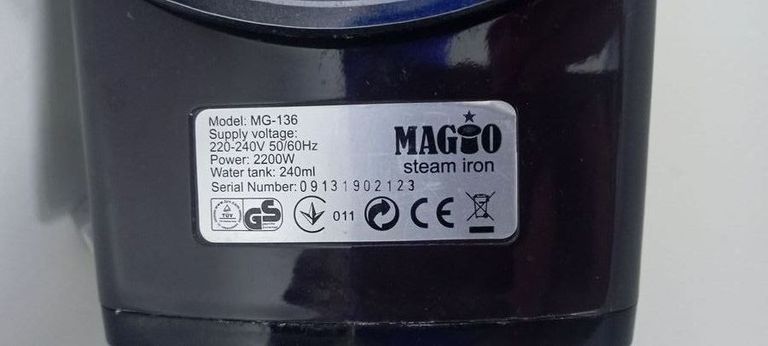 Model: MG-136
Supply voltage:
220-240V 50/60Hz
Power: 2200W
Water tank: 240ml
Serial Number: 09131902123
MAGIO
steam iron
TÜV
GS
011
CE